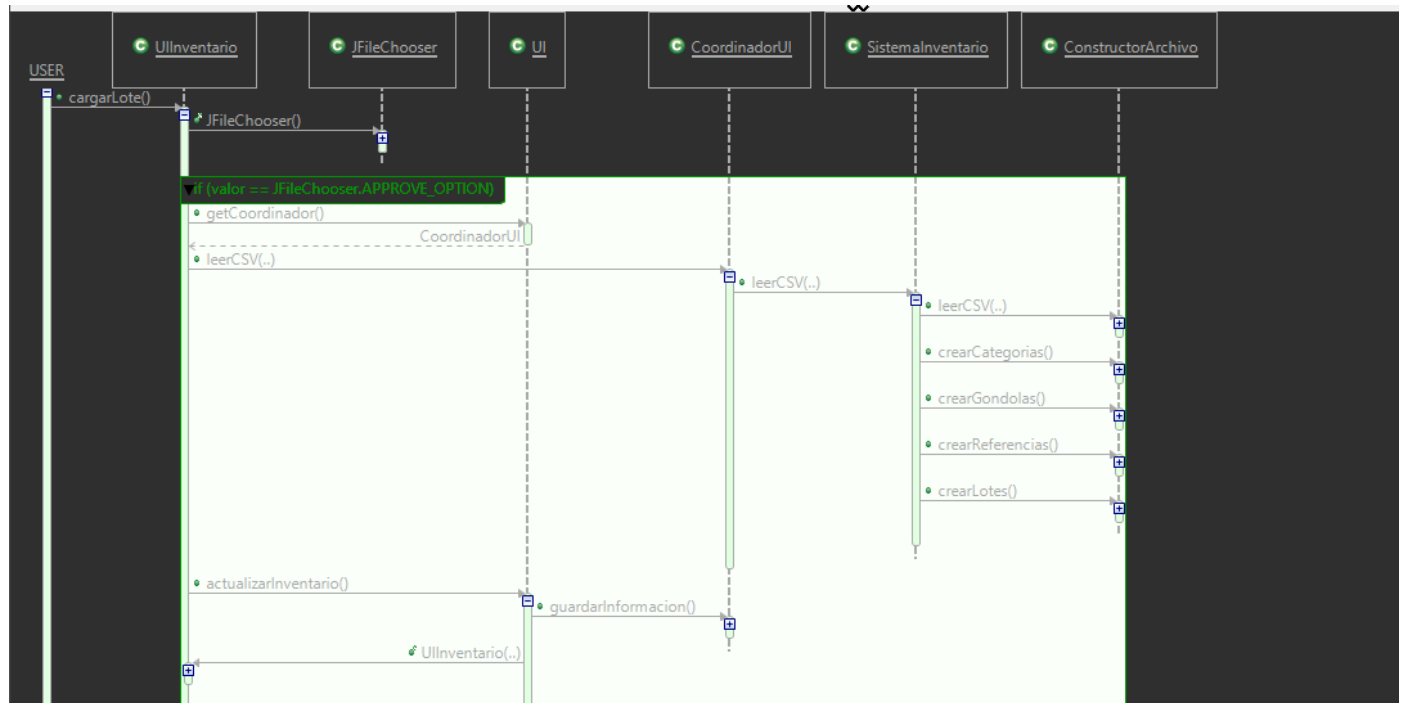 UIInventario
JFileChooser
UI
CoordinadorUI
SistemaInventario
ConstructorArchivo
USER
cargarLote()
JFileChooser()
if (valor == JFileChooser.APPROVE_OPTION)
getCoordinador()
CoordinadorUI
leerCSV(..)
leerCSV(..)
leerCSV(..)
crearCategorias()
crearGondolas()
crearReferencias()
crearLotes()
actualizarInventario()
guardarInformacion()
UIInventario(..)